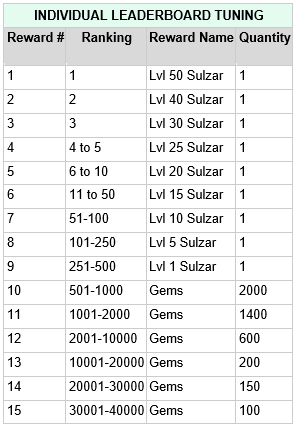 INDIVIDUAL LEADERBOARD TUNING
Reward # Ranking Reward Name Quantity
1 1 Lvl 50 Sulzar 1
2 2 Lvl 40 Sulzar 1
3 3 Lvl 30 Sulzar 1
4 4 to 5 Lvl 25 Sulzar 1
5 6 to 10 Lvl 20 Sulzar 1
6 11 to 50 Lvl 15 Sulzar 1
7 51-100 Lvl 10 Sulzar 1
8 101-250 Lvl 5 Sulzar 1
9 251-500 Lvl 1 Sulzar 1
10 501-1000 Gems 2000
11 1001-2000 Gems 1400
12 2001-10000 Gems 600
13 10001-20000 Gems 200
14 20001-30000 Gems 150
15 30001-40000 Gems 100